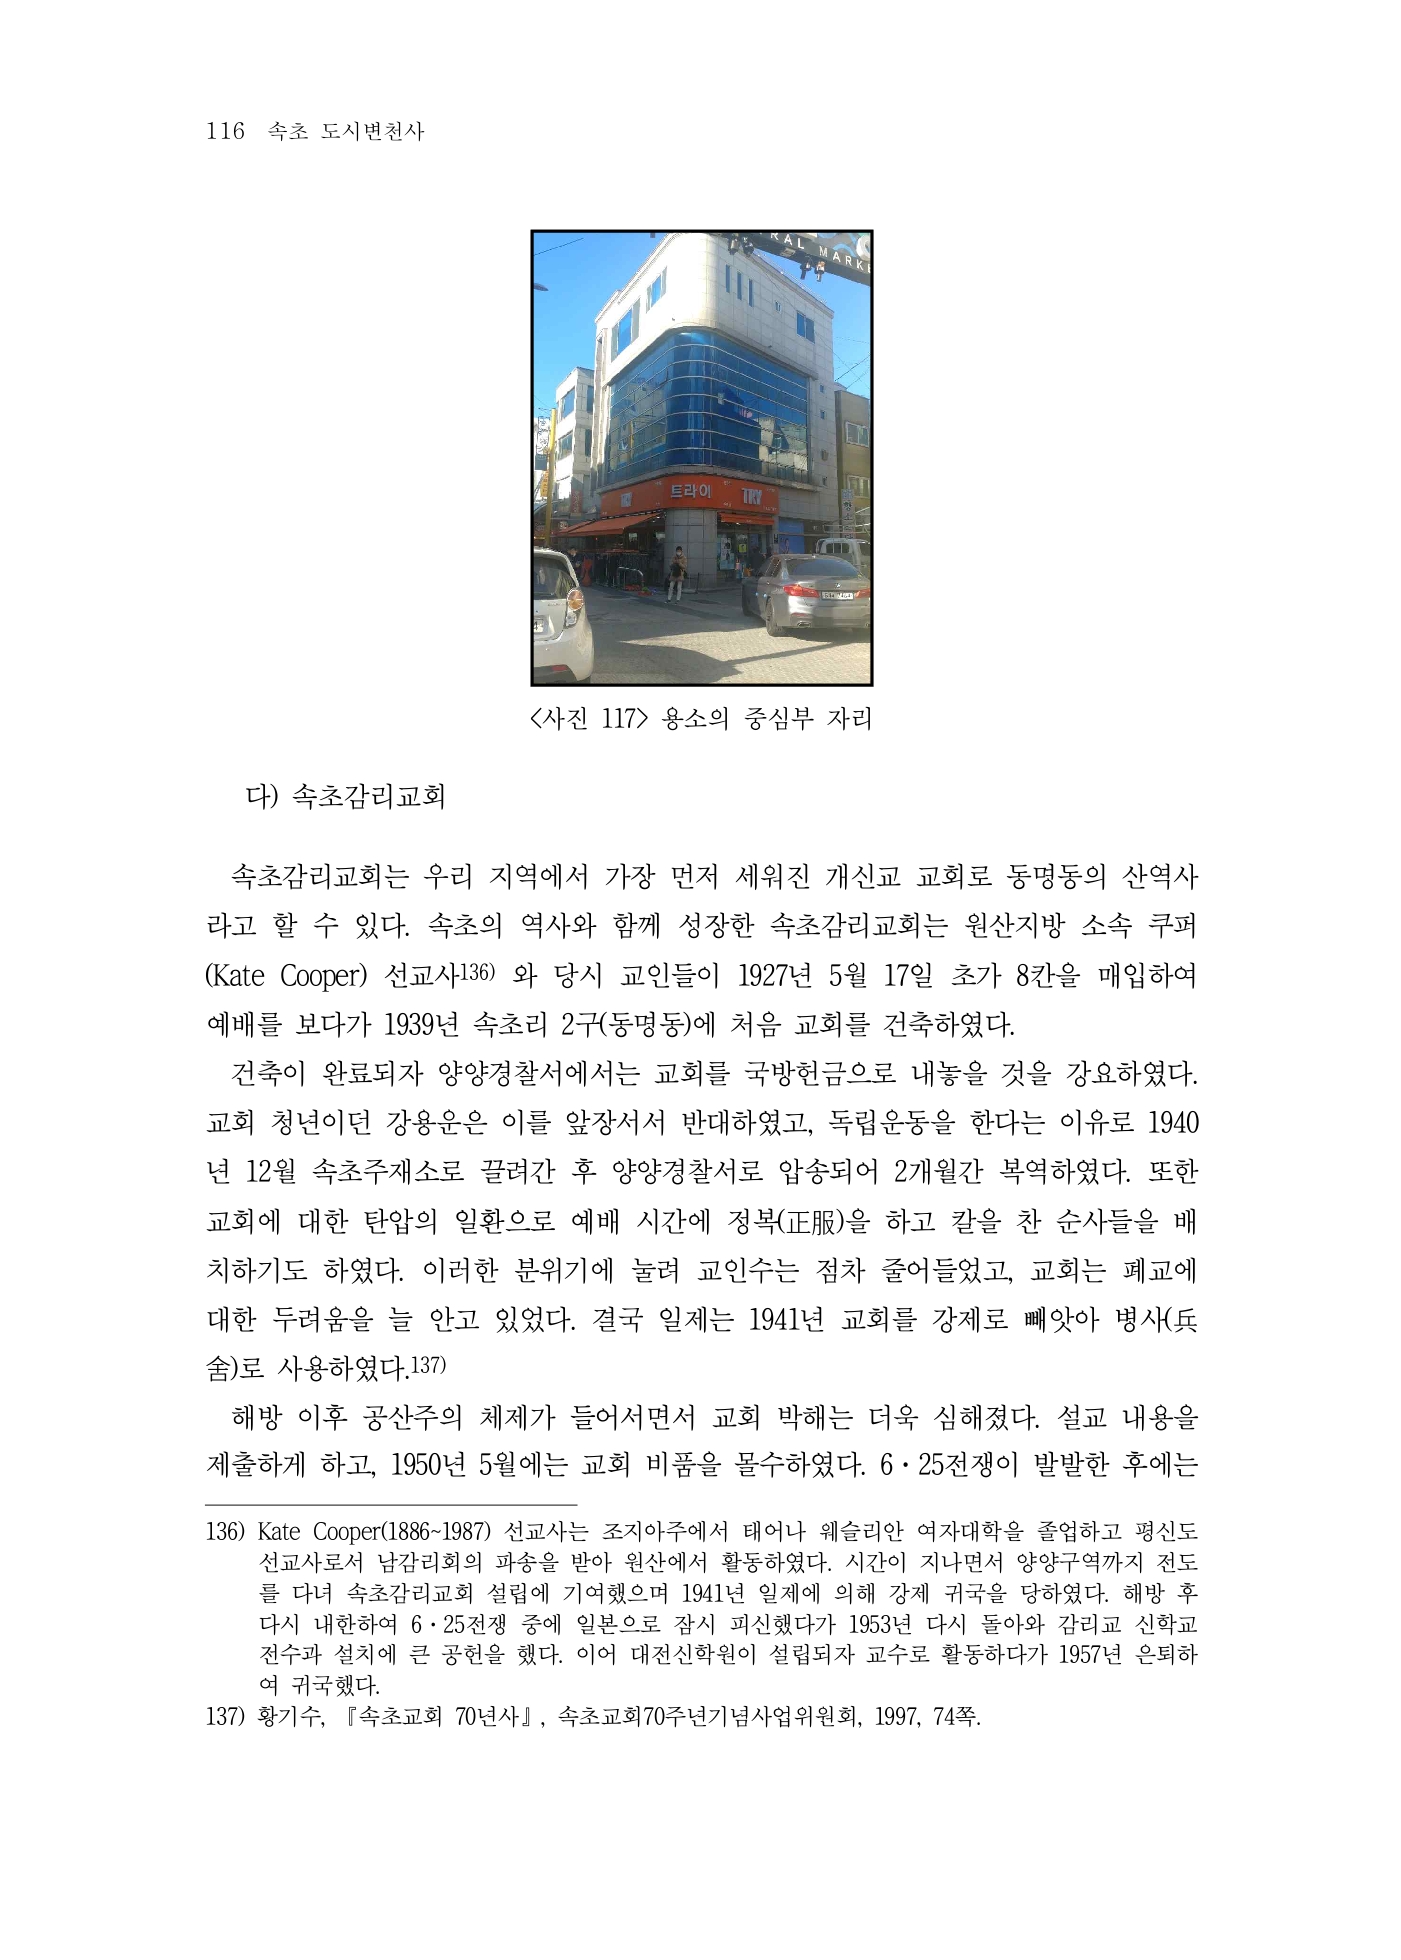 116 속초 도시변천사
RAL MARKE
트라이 TRY
<사진 117> 용소의 중심부 자리
다) 속초감리교회
속초감리교회는 우리 지역에서 가장 먼저 세워진 개신교 교회로 동명동의 산역사
라고 할 수 있다. 속초의 역사와 함께 성장한 속초감리교회는 원산지방 소속 쿠퍼
(Kate Cooper) 선교사136) 와 당시 교인들이 1927년 5월 17일 초가 8칸을 매입하여
예배를 보다가 1939년 속초리 2구(동명동)에 처음 교회를 건축하였다.
건축이 완료되자 양양경찰서에서는 교회를 국방헌금으로 내놓을 것을 강요하였다.
교회 청년이던 강용운은 이를 앞장서서 반대하였고, 독립운동을 한다는 이유로 1940
년 12월 속초주재소로 끌려간 후 양양경찰서로 압송되어 2개월간 복역하였다. 또한
교회에 대한 탄압의 일환으로 예배 시간에 정복(正服)을 하고 칼을 찬 순사들을 배
치하기도 하였다. 이러한 분위기에 눌려 교인수는 점차 줄어들었고, 교회는 폐교에
대한 두려움을 늘 안고 있었다. 결국 일제는 1941년 교회를 강제로 빼앗아 병사(兵
舍)로 사용하였다.137)
해방 이후 공산주의 체제가 들어서면서 교회 박해는 더욱 심해졌다. 설교 내용을
제출하게 하고, 1950년 5월에는 교회 비품을 몰수하였다. 6·25전쟁이 발발한 후에는
136) Kate Cooper(1886~1987) 선교사는 조지아주에서 태어나 웨슬리안 여자대학을 졸업하고 평신도
선교사로서 남감리회의 파송을 받아 원산에서 활동하였다. 시간이 지나면서 양양구역까지 전도
를 다녀 속초감리교회 설립에 기여했으며 1941년 일제에 의해 강제 귀국을 당하였다. 해방 후
다시 내한하여 6·25전쟁 중에 일본으로 잠시 피신했다가 1953년 다시 돌아와 감리교 신학교
전수과 설치에 큰 공헌을 했다. 이어 대전신학원이 설립되자 교수로 활동하다가 1957년 은퇴하
여 귀국했다.
137) 황기수, 『속초교회 70년사』, 속초교회70주년기념사업위원회, 1997, 74쪽.